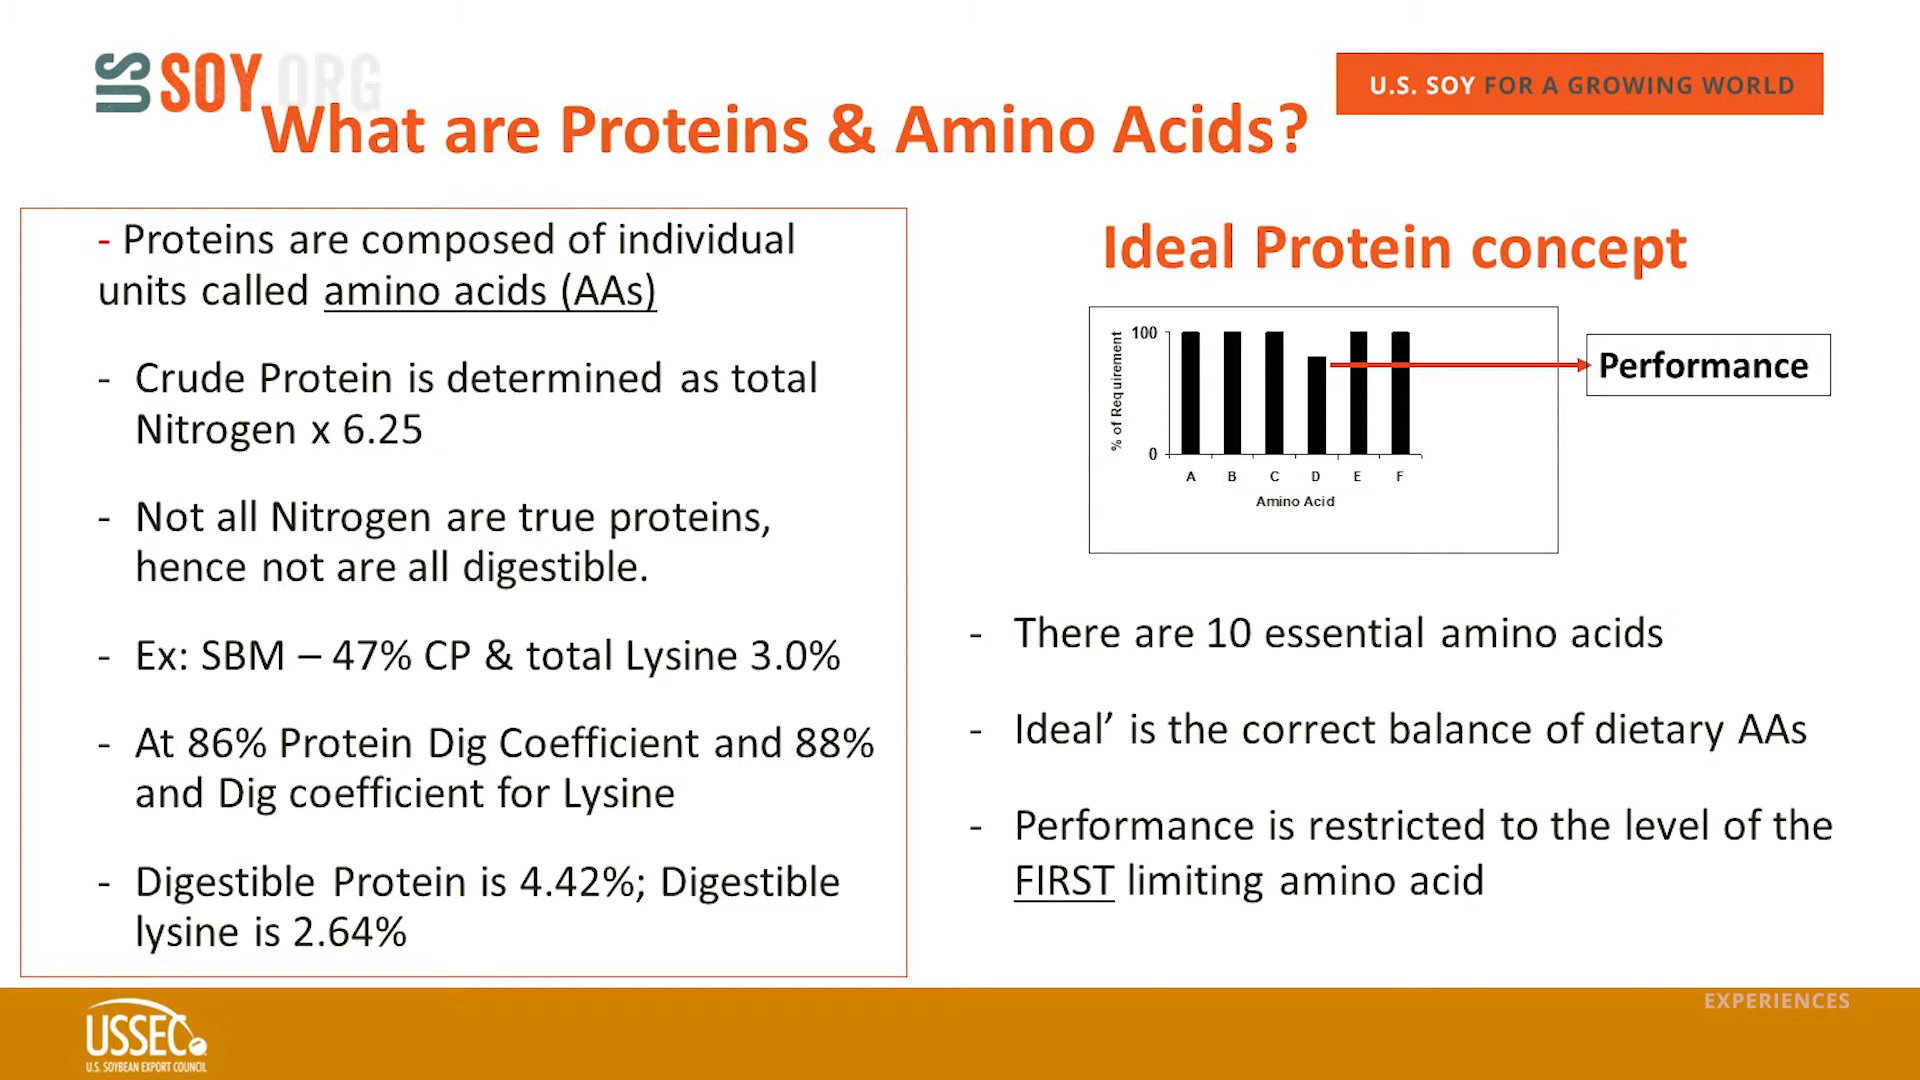 US SOY.ORG
U.S. SOY FOR A GROWING WORLD
What are Proteins & Amino Acids?
- Proteins are composed of individual
units called amino acids (AAs)
- Crude Protein is determined as total
Nitrogen x 6.25
- Not all Nitrogen are true proteins,
hence not are all digestible.
- Ex: SBM – 47% CP & total Lysine 3.0%
- At 86% Protein Dig Coefficient and 88%
and Dig coefficient for Lysine
- Digestible Protein is 4.42%; Digestible
lysine is 2.64%
Ideal Protein concept
% of Requirement
100
0
A B C D E F
Amino Acid
Performance
- There are 10 essential amino acids
- Ideal’ is the correct balance of dietary AAs
- Performance is restricted to the level of the
FIRST limiting amino acid
EXPERIENCES
USSEC
U.S. SOYBEAN EXPORT COUNCIL